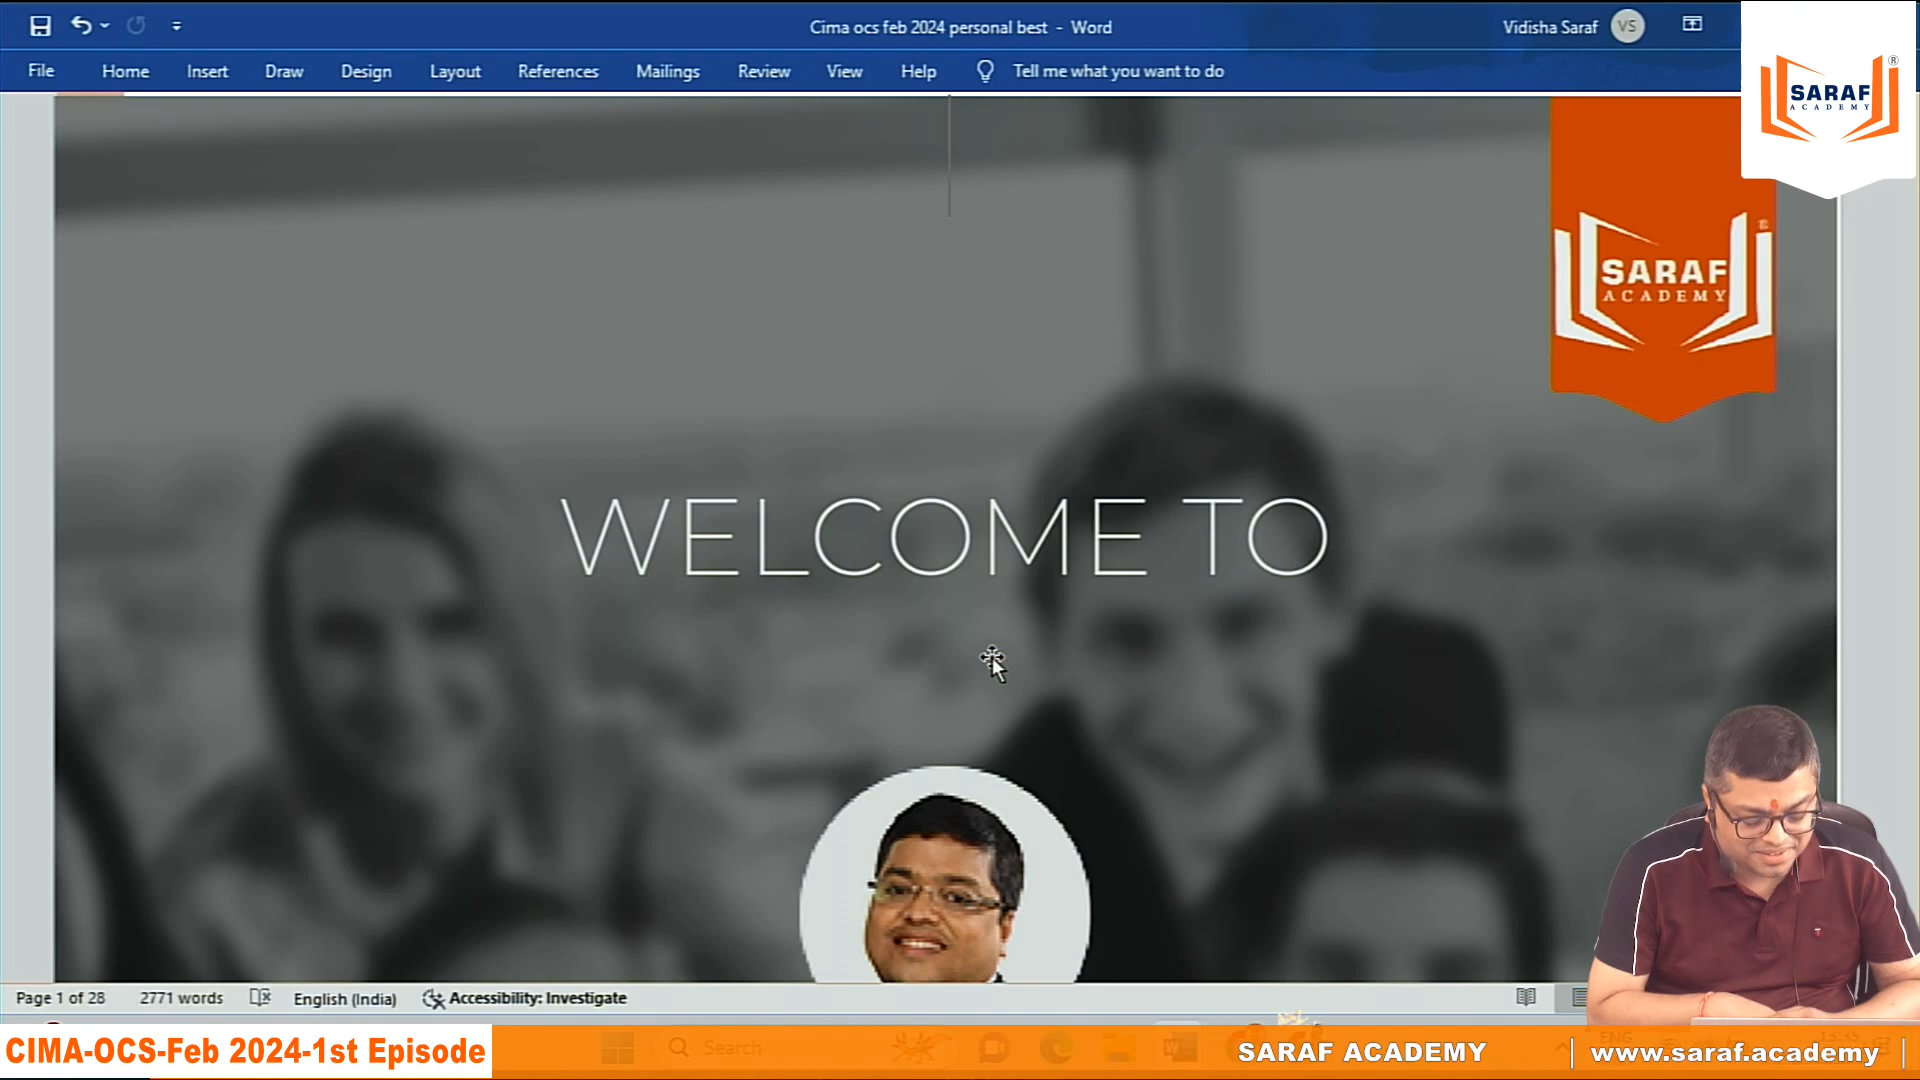 Cima ocs feb 2024 personal best - Word
Vidisha Saraf
VS
File
Home
Insert
Draw
Design
Layout
References
Mailings
Review
View
Help
Tell me what you want to do
SARAF
ACADEMY
®
SARAF
ACADEMY
WELCOME TO
Page 1 of 28
2771 words
English (India)
Accessibility: Investigate
Search
CIMA-OCS-Feb 2024-1st Episode
SARAF ACADEMY
| www.saraf.academy |